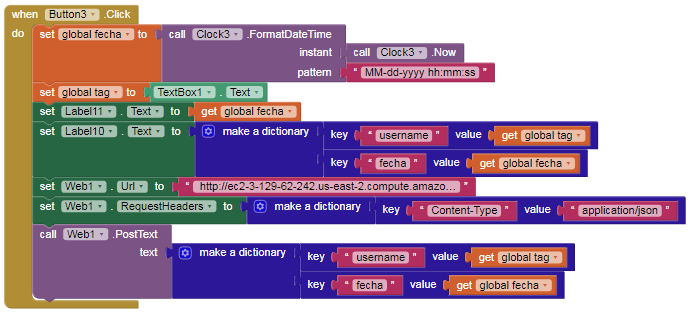 when Button3 .Click
do set global fecha to call Clock3 .FormatDateTime
instant call Clock3 .Now
pattern " MM-dd-yyyy hh:mm:ss "
set global tag to TextBox1 . Text
set Label11 . Text to get global fecha
set Label10 . Text to make a dictionary key " username " value get global tag
key " fecha " value get global fecha
set Web1 . Url to " http://ec2-3-129-62-242.us-east-2.compute.amazo... "
set Web1 . RequestHeaders to make a dictionary key " Content-Type " value " application/json "
call Web1 .PostText
text make a dictionary key " username " value get global tag
key " fecha " value get global fecha